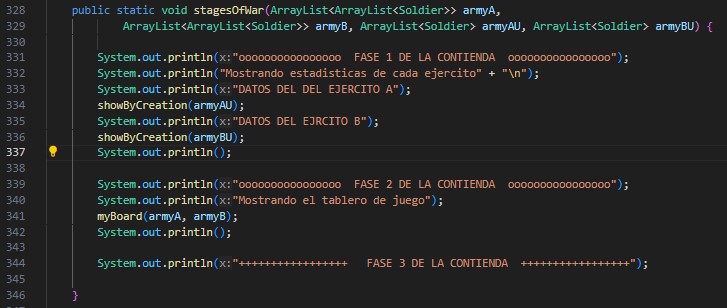 328 public static void stagesOfWar(ArrayList<ArrayList<Soldier>> armyA,
329 ArrayList<ArrayList<Soldier>> armyB, ArrayList<Soldier> armyAU, ArrayList<Soldier> armyBU) {
330
331 System.out.println(x:"oooooooooooooooo  FASE 1 DE LA CONTIENDA  oooooooooooooooo");
332 System.out.println("Mostrando estadisticas de cada ejercito" + "\n");
333 System.out.println(x:"DATOS DEL DEL EJERCITO A");
334 showByCreation(armyAU);
335 System.out.println(x:"DATOS DEL EJRCITO B");
336 showByCreation(armyBU);
337 System.out.println();
338
339 System.out.println(x:"oooooooooooooooo  FASE 2 DE LA CONTIENDA  oooooooooooooooo");
340 System.out.println(x:"Mostrando el tablero de juego");
341 myBoard(armyA, armyB);
342 System.out.println();
343
344 System.out.println(x:"+++++++++++++++++   FASE 3 DE LA CONTIENDA  +++++++++++++++++");
345
346 }